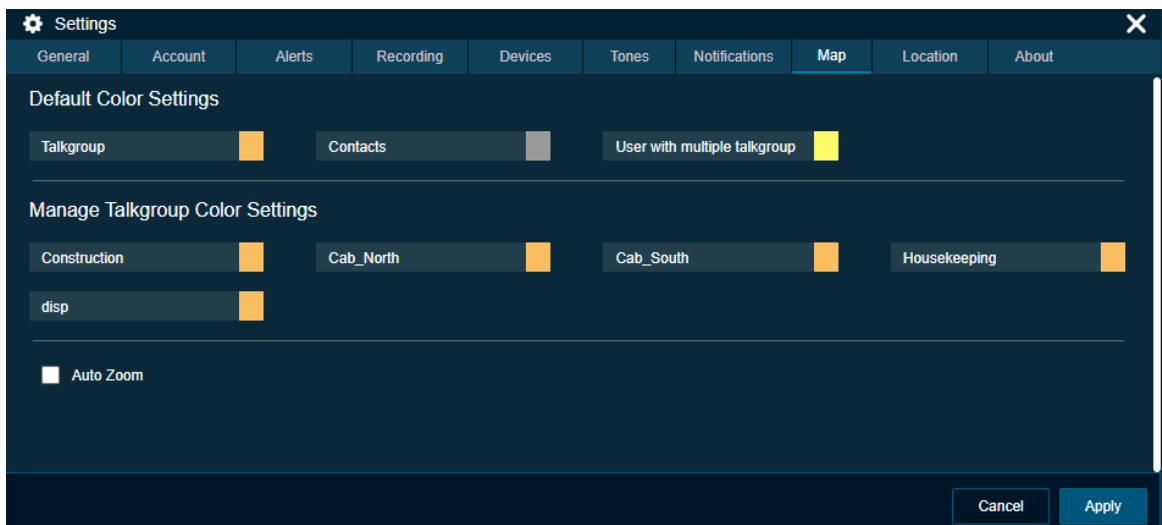 Settings
General Account Alerts Recording Devices Tones Notifications Map Location About
Default Color Settings
Talkgroup Contacts User with multiple talkgroup
Manage Talkgroup Color Settings
Construction Cab_North Cab_South Housekeeping
disp
Auto Zoom
Cancel Apply